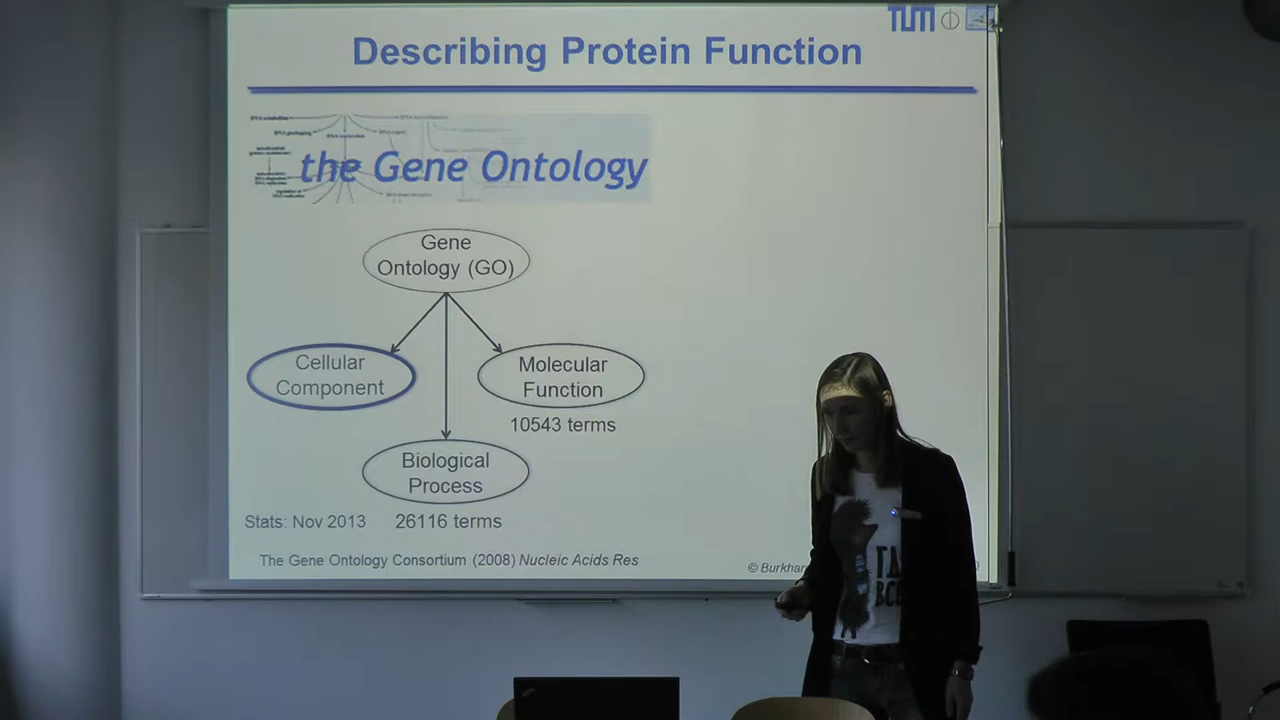 TUM
Describing Protein Function
the Gene Ontology
Gene
Ontology (GO)
Cellular
Component
Molecular
Function
10543 terms
Biological
Process
Stats: Nov 2013
26116 terms
The Gene Ontology Consortium (2008) Nucleic Acids Res
©